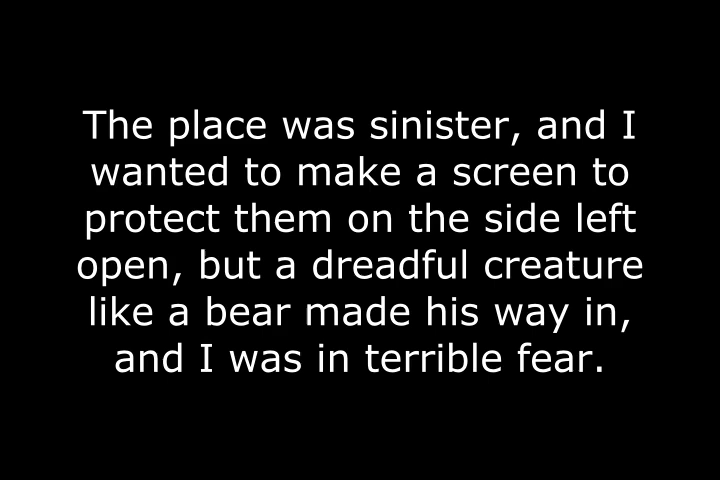 The place was sinister, and I
wanted to make a screen to
protect them on the side left
open, but a dreadful creature
like a bear made his way in,
and I was in terrible fear.